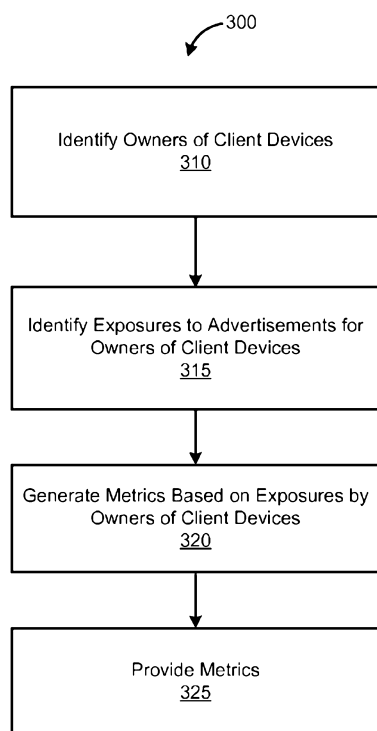 300
Identify Owners of Client Devices
310
Identify Exposures to Advertisements for
Owners of Client Devices
315
Generate Metrics Based on Exposures by
Owners of Client Devices
320
Provide Metrics
325